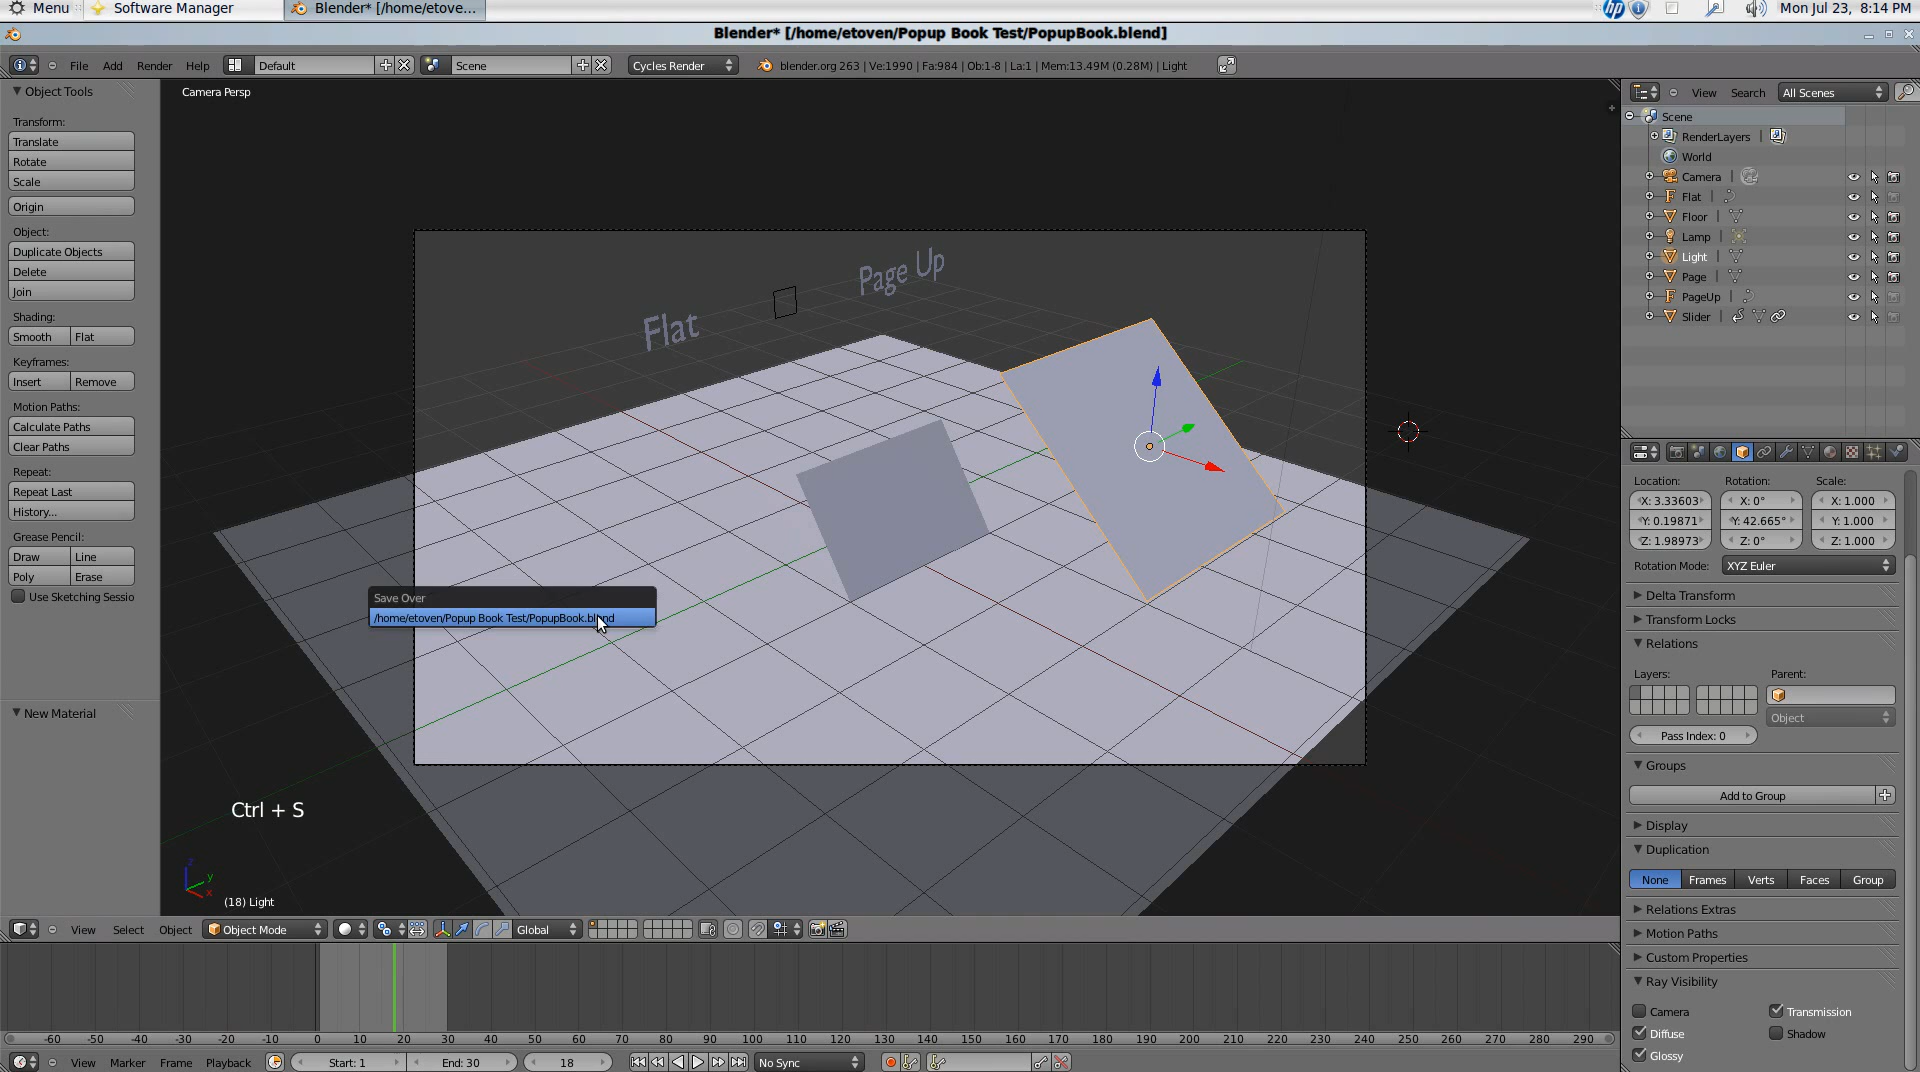 Menu Software Manager Blender* [/home/etove... hp Mon Jul 23, 8:14 PM
Blender* [/home/etoven/Popup Book Test/PopupBook.blend]
File Add Render Help Default Scene Cycles Render blender.org 263 | Ve:1990 | Fa:984 | Ob:1-8 | La:1 | Mem:13.49M (0.28M) | Light
Object Tools
Transform:
Translate
Rotate
Scale
Origin
Object:
Duplicate Objects
Delete
Join
Shading:
Smooth Flat
Keyframes:
Insert Remove
Motion Paths:
Calculate Paths
Clear Paths
Repeat:
Repeat Last
History...
Grease Pencil:
Draw Line
Poly Erase
Use Sketching Sessio
New Material
Camera Persp
Page Up
Flat
Save Over
/home/etoven/Popup Book Test/PopupBook.blend
Ctrl + S
z
y
x
(18) Light
View Search All Scenes
Scene
RenderLayers |
World
Camera |
Flat |
Floor |
Lamp |
Light |
Page |
PageUp |
Slider |
Location: Rotation: Scale:
X: 3.33603 X: 0° X: 1.000
Y: 0.19871 Y: 42.665° Y: 1.000
Z: 1.98973 Z: 0° Z: 1.000
Rotation Mode: XYZ Euler
Delta Transform
Transform Locks
Relations
Layers: Parent:
Object
Pass Index: 0
Groups
Add to Group
Display
Duplication
None Frames Verts Faces Group
Relations Extras
Motion Paths
Custom Properties
Ray Visibility
Camera Transmission
Diffuse Shadow
Glossy
View Select Object Object Mode Global
-60 -50 -40 -30 -20 -10 0 10 20 30 40 50 60 70 80 90 100 110 120 130 140 150 160 170 180 190 200 210 220 230 240 250 260 270 280 290
View Marker Frame Playback Start: 1 End: 30 18 No Sync